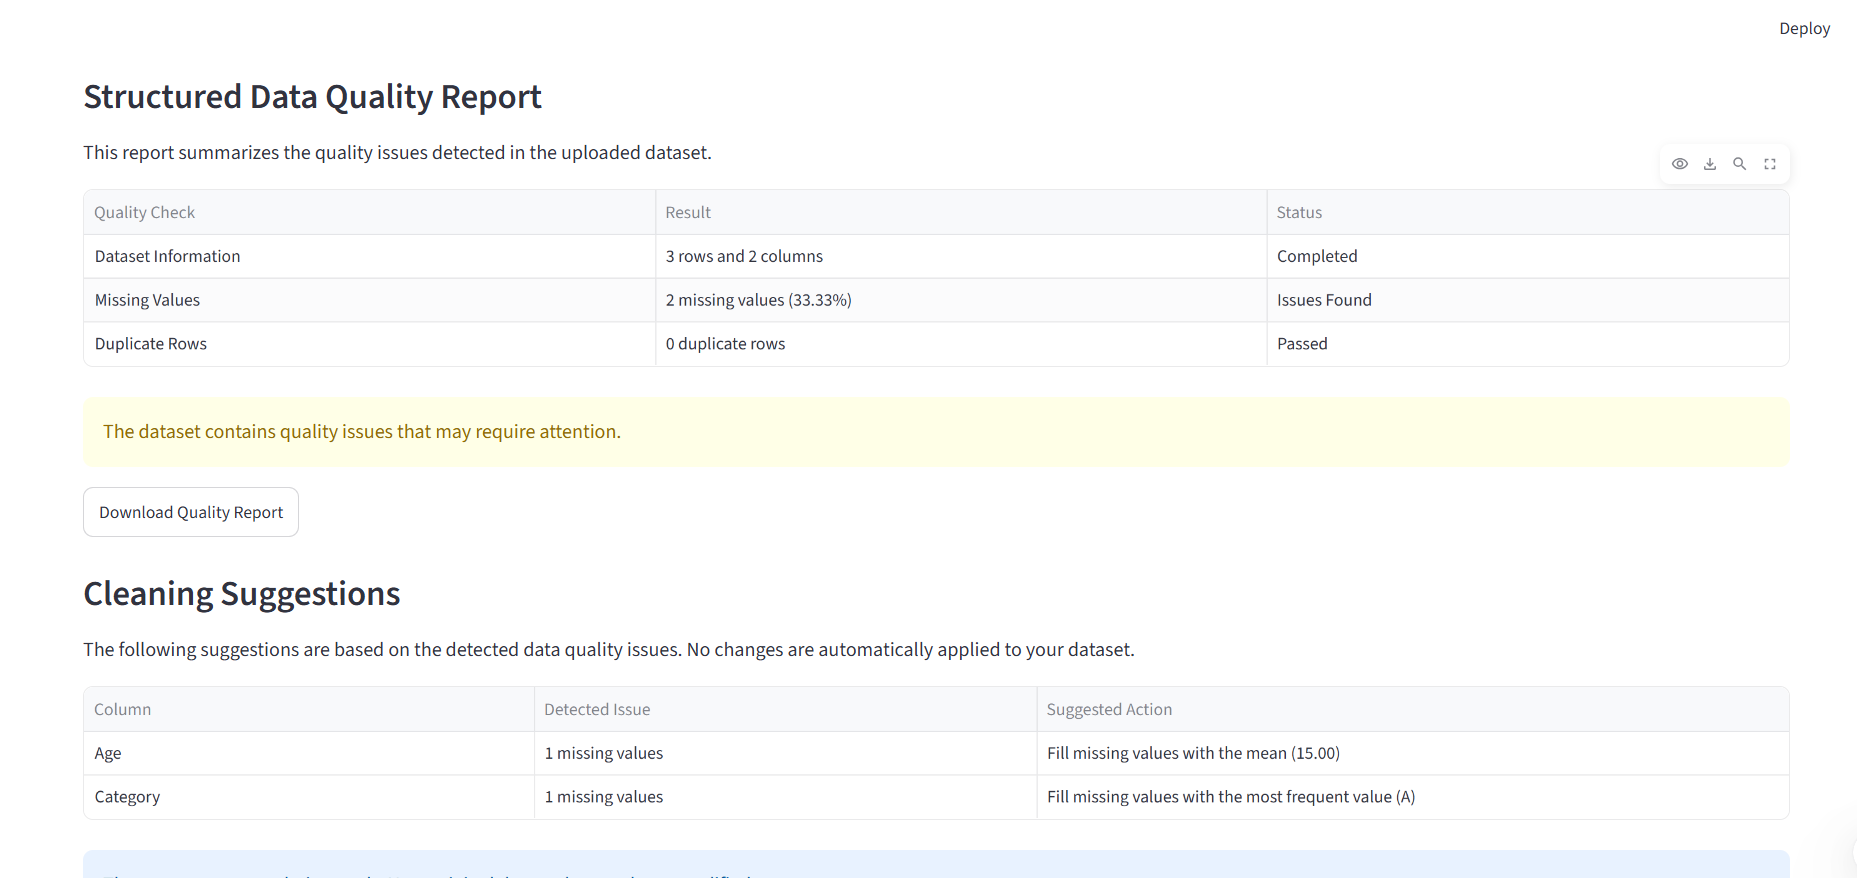 Deploy
Structured Data Quality Report
This report summarizes the quality issues detected in the uploaded dataset.
Quality Check Result Status
Dataset Information 3 rows and 2 columns Completed
Missing Values 2 missing values (33.33%) Issues Found
Duplicate Rows 0 duplicate rows Passed
The dataset contains quality issues that may require attention.
Download Quality Report
Cleaning Suggestions
The following suggestions are based on the detected data quality issues. No changes are automatically applied to your dataset.
Column Detected Issue Suggested Action
Age 1 missing values Fill missing values with the mean (15.00)
Category 1 missing values Fill missing values with the most frequent value (A)